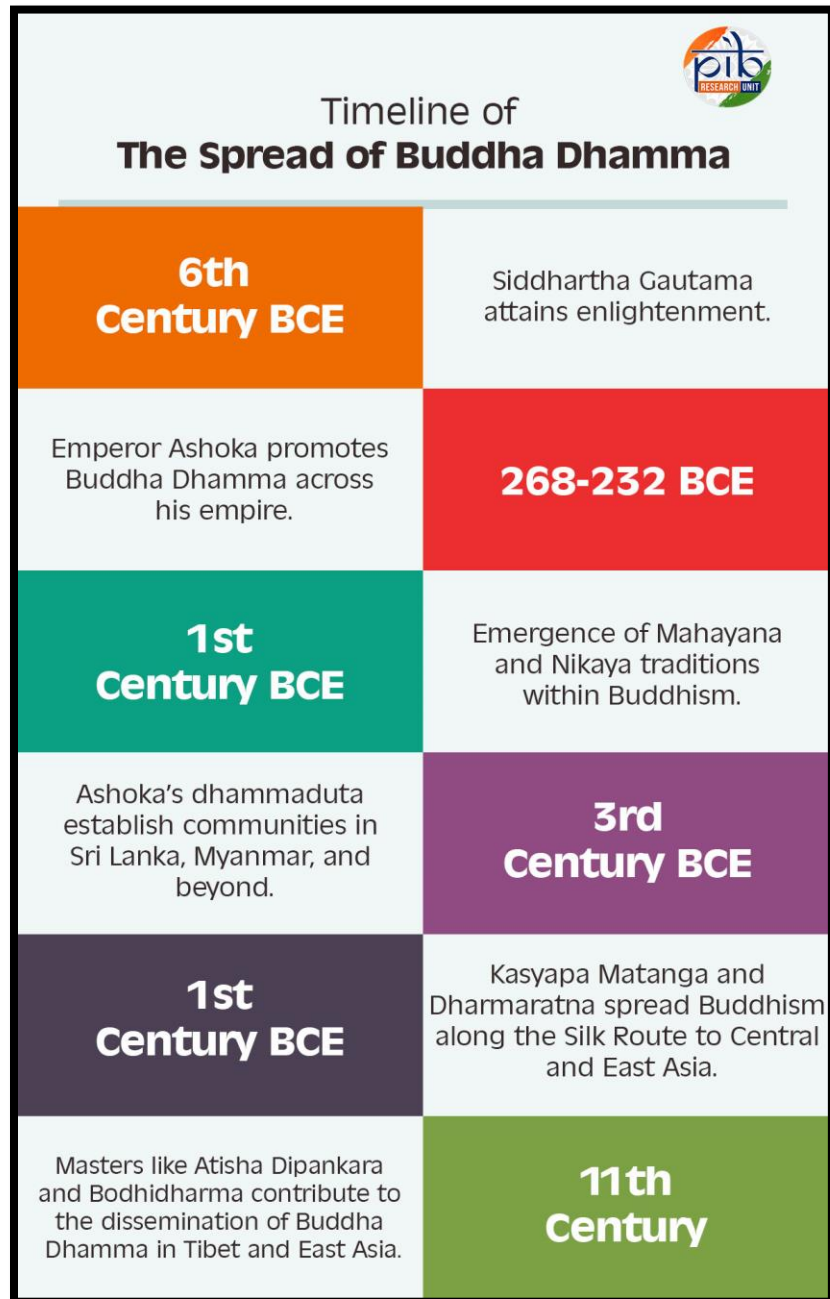 pib
RESEARCH UNIT
Timeline of
The Spread of Buddha Dhamma
6th
Century BCE
Siddhartha Gautama
attains enlightenment.
Emperor Ashoka promotes
Buddha Dhamma across
his empire.
268-232 BCE
1st
Century BCE
Emergence of Mahayana
and Nikaya traditions
within Buddhism.
Ashoka’s dhammaduta
establish communities in
Sri Lanka, Myanmar, and
beyond.
3rd
Century BCE
1st
Century BCE
Kasyapa Matanga and
Dharmaratna spread Buddhism
along the Silk Route to Central
and East Asia.
Masters like Atisha Dipankara
and Bodhidharma contribute to
the dissemination of Buddha
Dhamma in Tibet and East Asia.
11th
Century